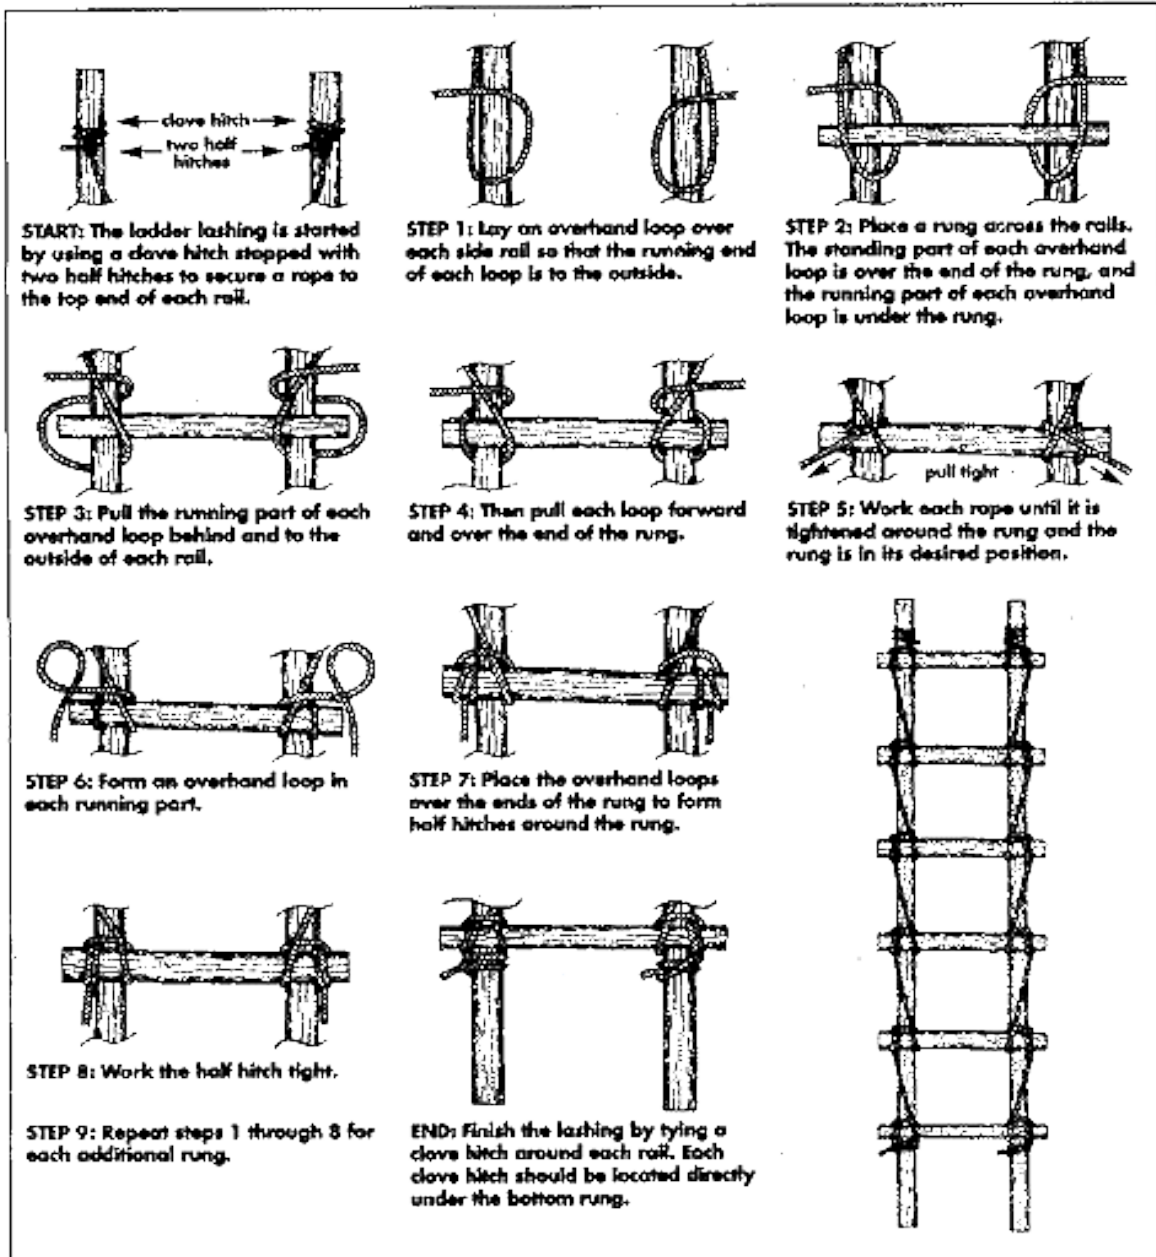 clove hitch
two half
hitches
START: The ladder lashing is started
by using a clove hitch stopped with
two half hitches to secure a rope to
the top end of each rail.
STEP 1: Lay an overhand loop over
each side rail so that the running end
of each loop is to the outside.
STEP 2: Place a rung across the rails.
The standing part of each overhand
loop is over the end of the rung, and
the running part of each overhand
loop is under the rung.
STEP 3: Pull the running part of each
overhand loop behind and to the
outside of each rail.
STEP 4: Then pull each loop forward
and over the end of the rung.
pull tight
STEP 5: Work each rope until it is
tightened around the rung and the
rung is in its desired position.
STEP 6: Form an overhand loop in
each running part.
STEP 7: Place the overhand loops
over the ends of the rung to form
half hitches around the rung.
STEP 8: Work the half hitch tight.
STEP 9: Repeat steps 1 through 8 for
each additional rung.
END: Finish the lashing by tying a
clove hitch around each rail. Each
clove hitch should be located directly
under the bottom rung.